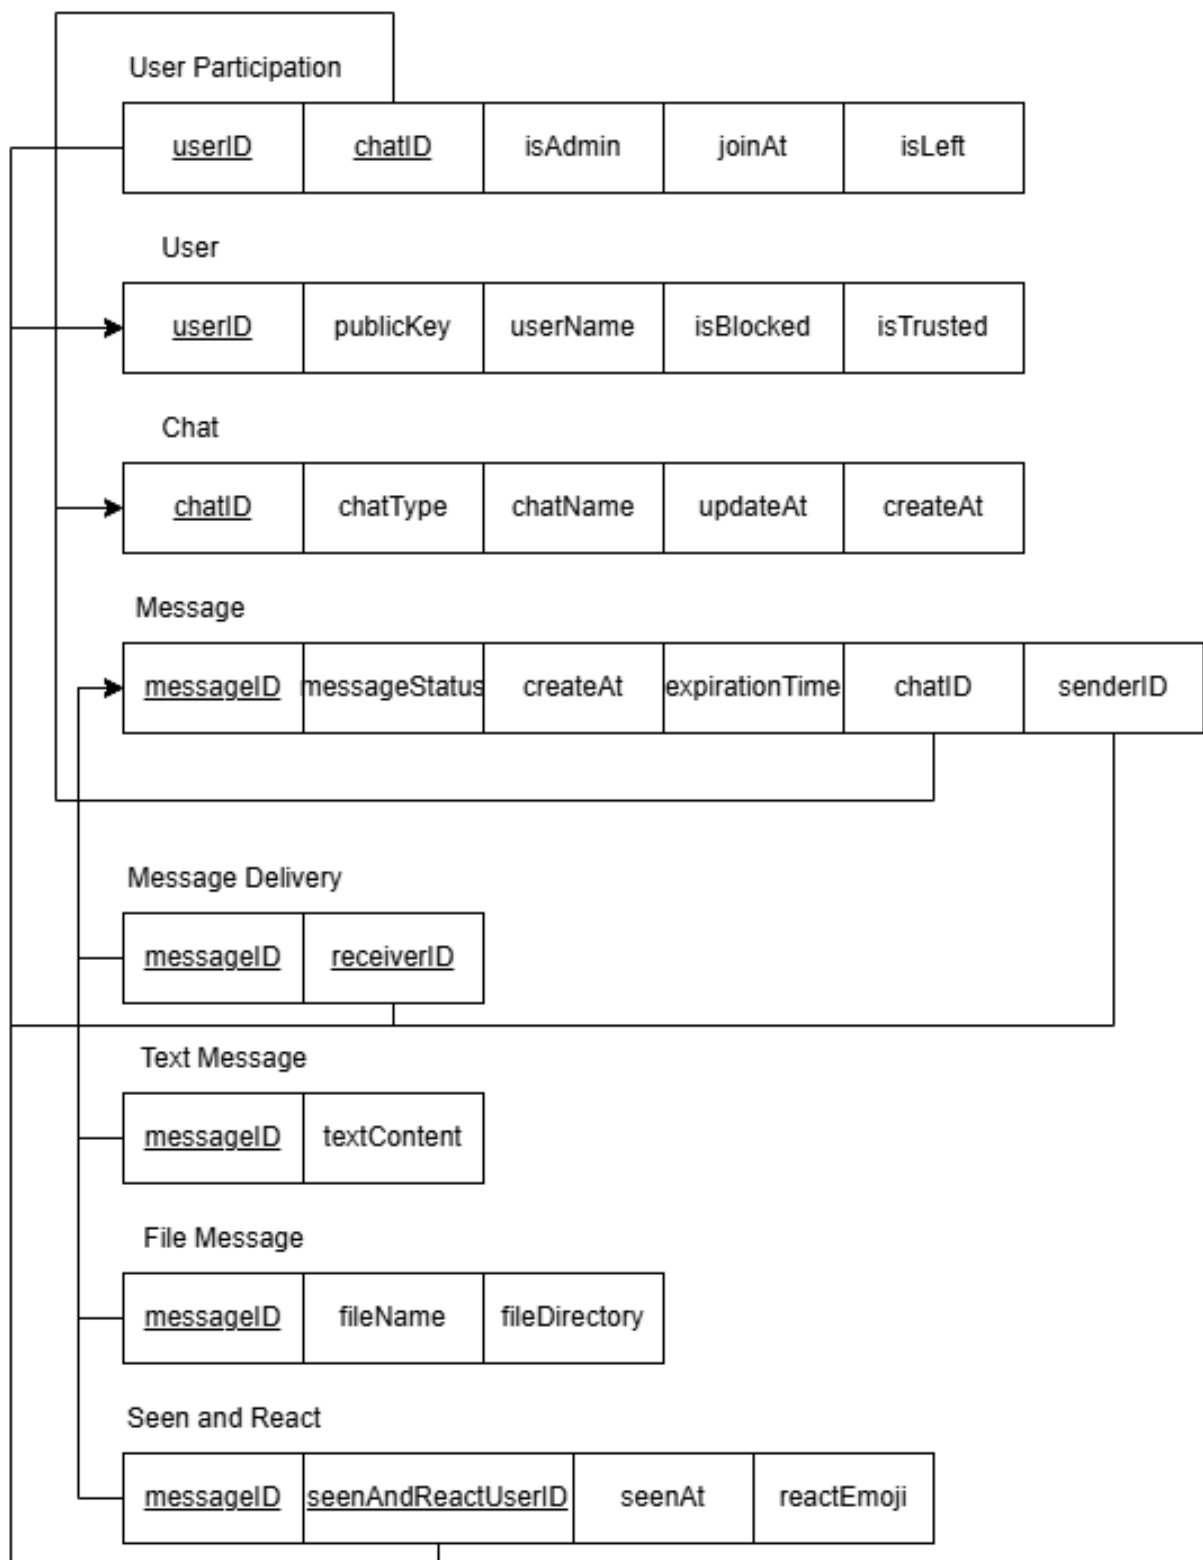 User Participation
userID chatID isAdmin joinAt isLeft
User
userID publicKey userName isBlocked isTrusted
Chat
chatID chatType chatName updateAt createAt
Message
messageID messageStatus createAt expirationTime chatID senderID
Message Delivery
messageID receiverID
Text Message
messageID textContent
File Message
messageID fileName fileDirectory
Seen and React
messageID seenAndReactUserID seenAt reactEmoji